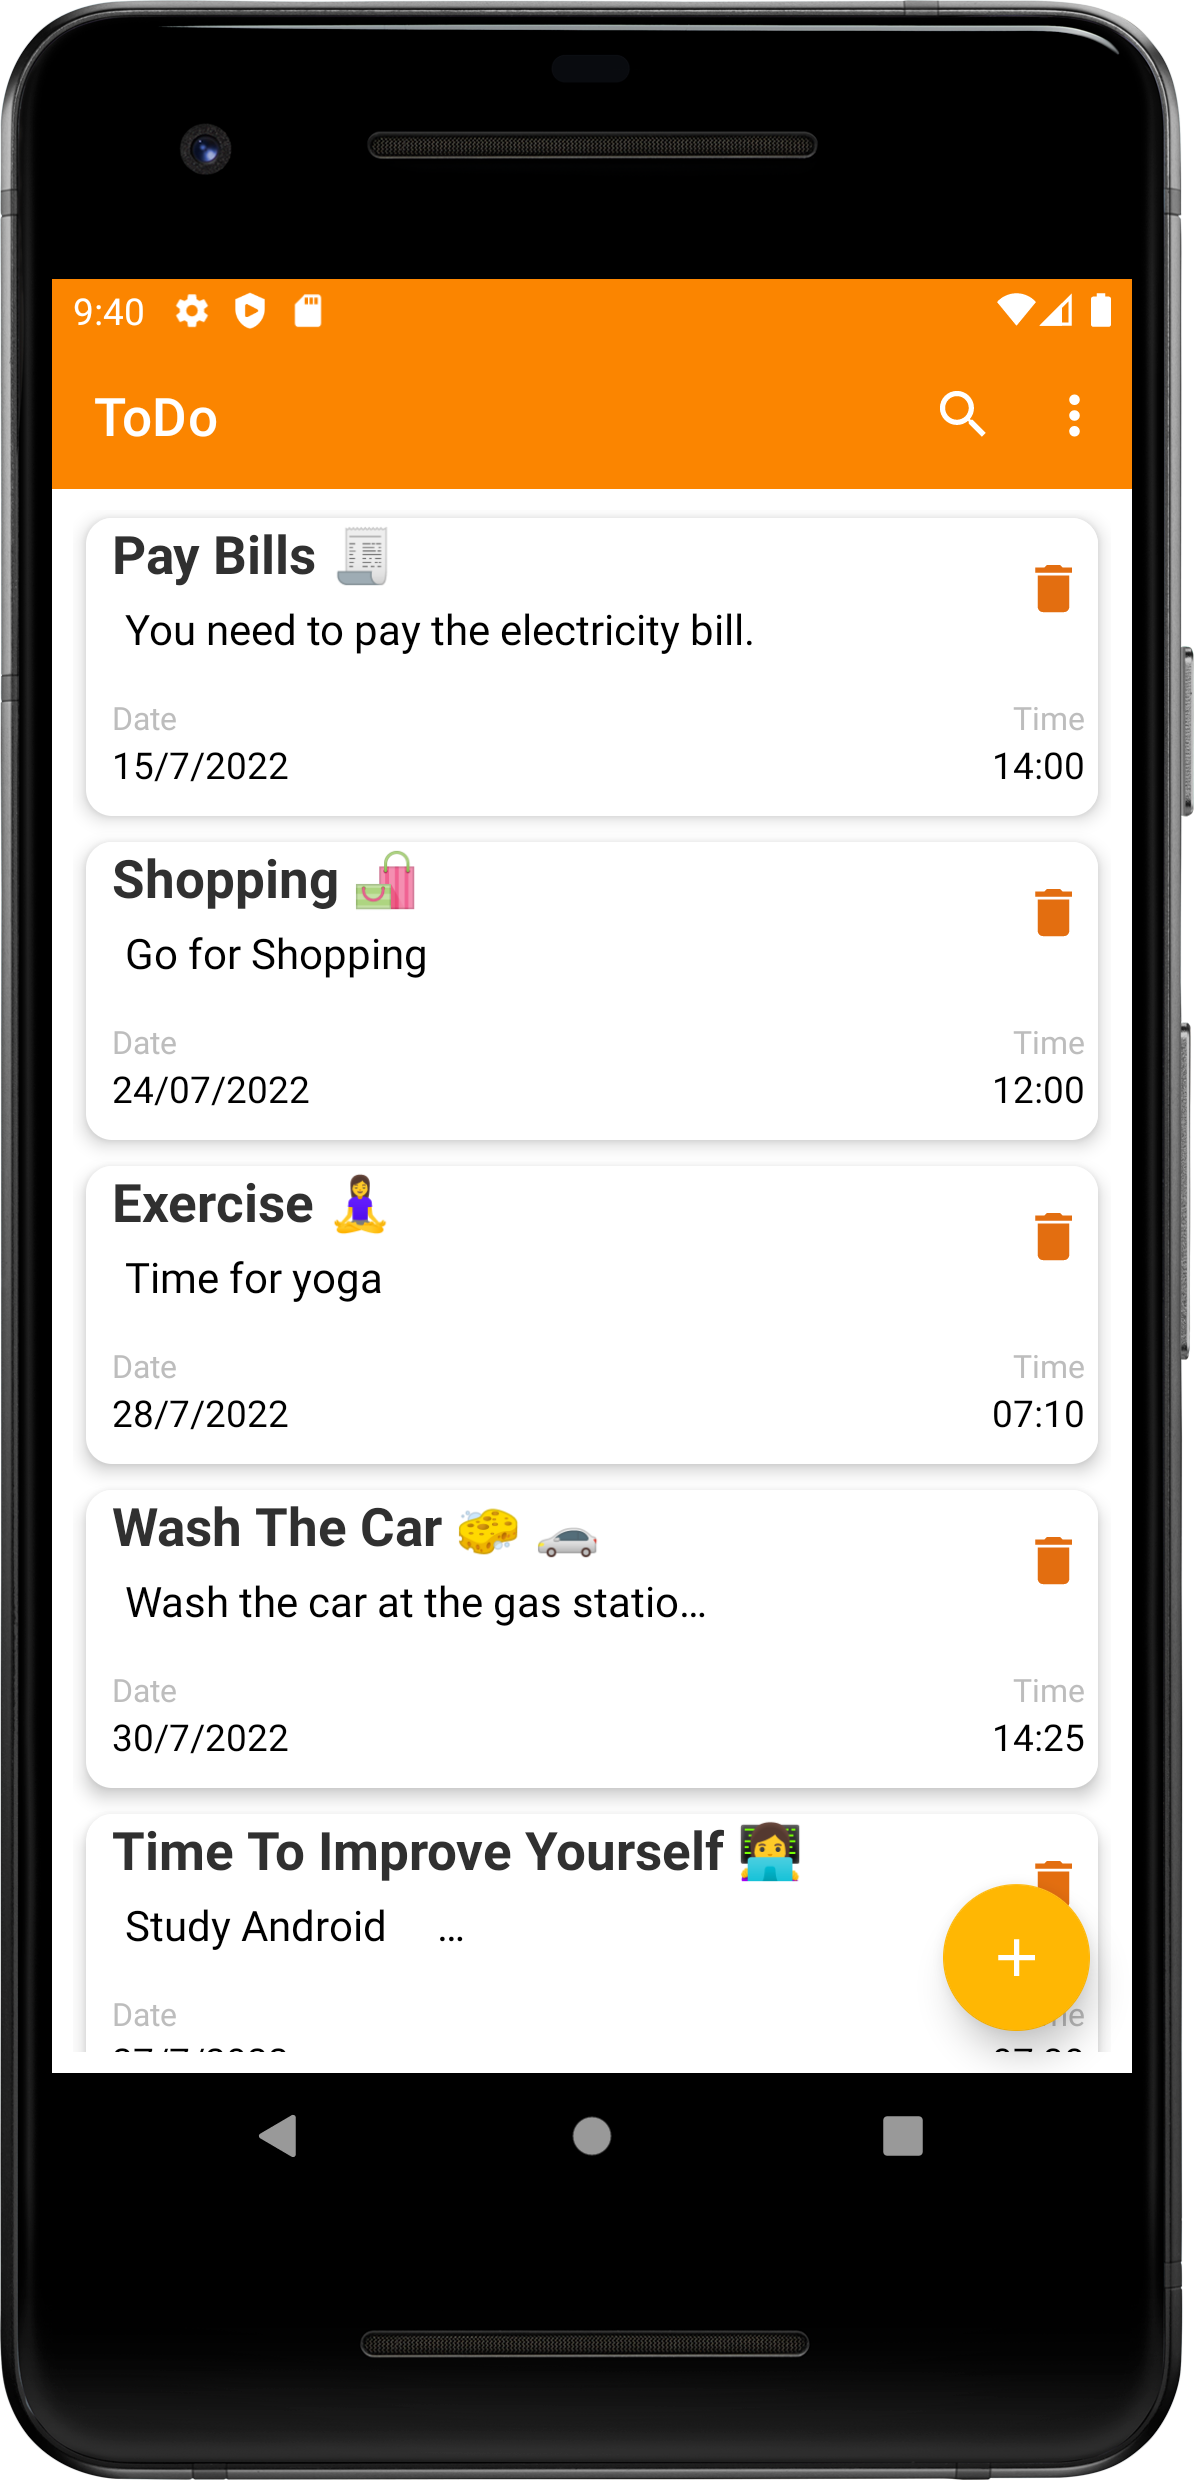 9:40
ToDo
Pay Bills
You need to pay the electricity bill.
Date Time
15/7/2022 14:00
Shopping
Go for Shopping
Date Time
24/07/2022 12:00
Exercise
Time for yoga
Date Time
28/7/2022 07:10
Wash The Car
Wash the car at the gas statio…
Date Time
30/7/2022 14:25
Time To Improve Yourself
Study Android …
Date